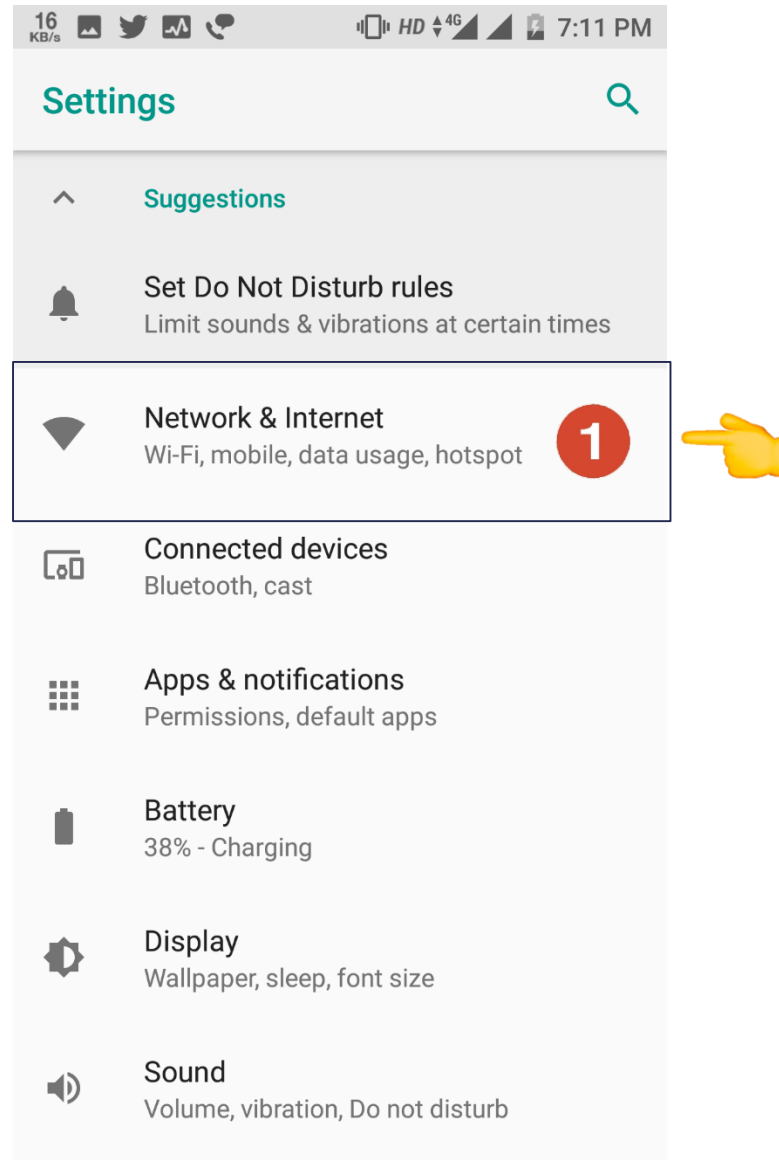 16
KB/s
HD 4G 7:11 PM
Settings
Suggestions
Set Do Not Disturb rules
Limit sounds & vibrations at certain times
Network & Internet
Wi-Fi, mobile, data usage, hotspot
1
Connected devices
Bluetooth, cast
Apps & notifications
Permissions, default apps
Battery
38% - Charging
Display
Wallpaper, sleep, font size
Sound
Volume, vibration, Do not disturb